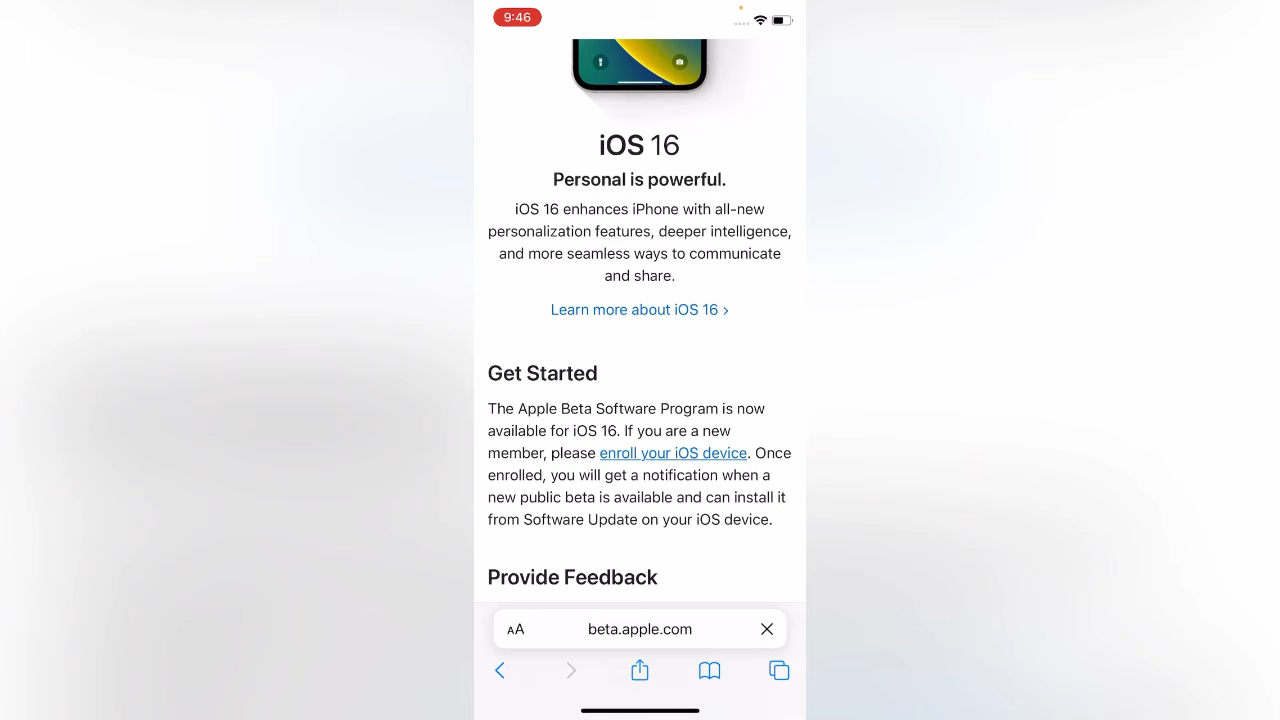 9:46
iOS 16
Personal is powerful.
iOS 16 enhances iPhone with all-new
personalization features, deeper intelligence,
and more seamless ways to communicate
and share.
Learn more about iOS 16 >
Get Started
The Apple Beta Software Program is now
available for iOS 16. If you are a new
member, please enroll your iOS device. Once
enrolled, you will get a notification when a
new public beta is available and can install it
from Software Update on your iOS device.
Provide Feedback
AA beta.apple.com